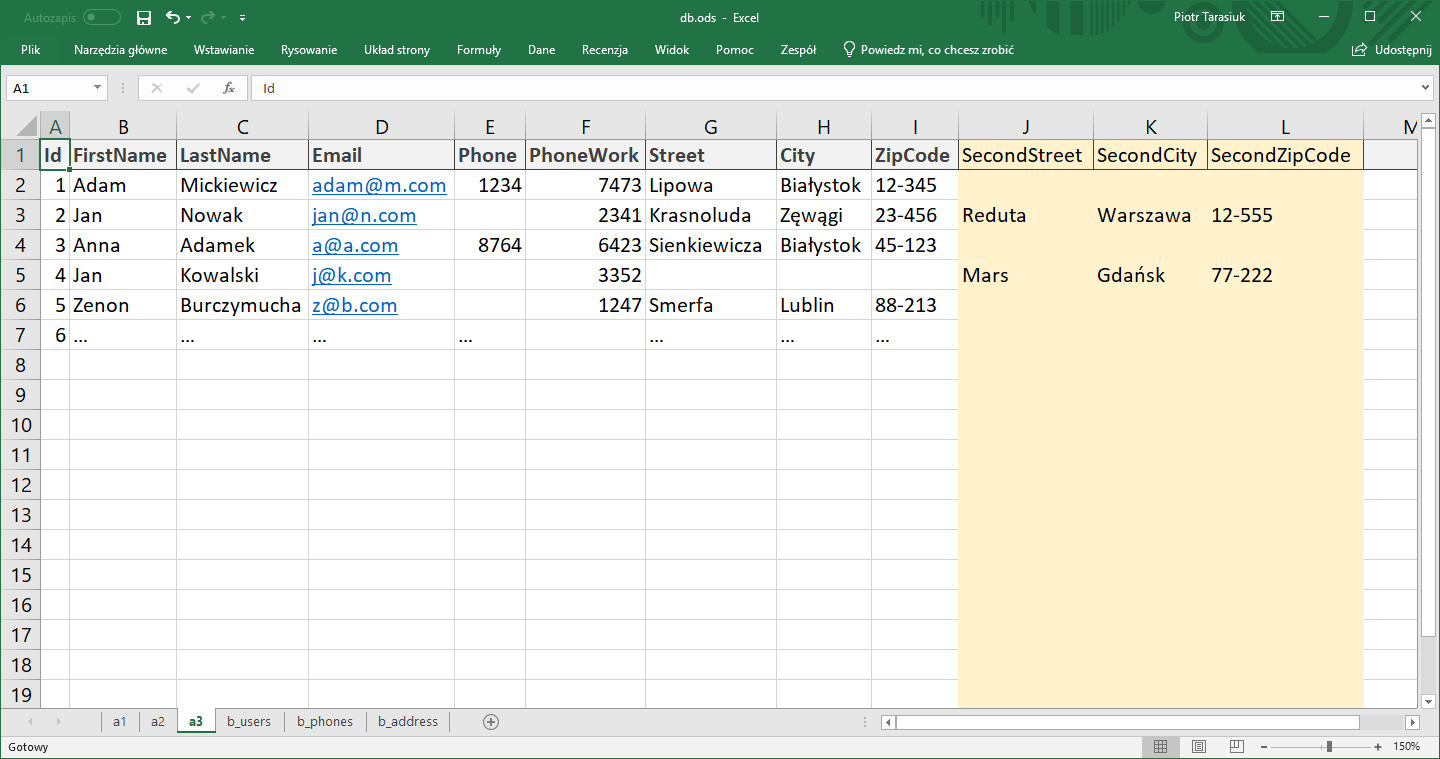 Autozapis
db.ods - Excel
Piotr Tarasiuk
Plik Narzędzia główne Wstawianie Rysowanie Układ strony Formuły Dane Recenzja Widok Pomoc Zespół Powiedz mi, co chcesz zrobić Udostępnij
A1 fx Id
A B C D E F G H I J K L M
1 Id FirstName LastName Email Phone PhoneWork Street City ZipCode SecondStreet SecondCity SecondZipCode
2 1 Adam Mickiewicz adam@m.com 1234 7473 Lipowa Białystok 12-345
3 2 Jan Nowak jan@n.com 2341 Krasnoluda Zęwągi 23-456 Reduta Warszawa 12-555
4 3 Anna Adamek a@a.com 8764 6423 Sienkiewicza Białystok 45-123
5 4 Jan Kowalski j@k.com 3352 Mars Gdańsk 77-222
6 5 Zenon Burczymucha z@b.com 1247 Smerfa Lublin 88-213
7 6 ... ... ... ... ... ... ...
8
9
10
11
12
13
14
15
16
17
18
19
a1 a2 a3 b_users b_phones b_address
Gotowy
150%